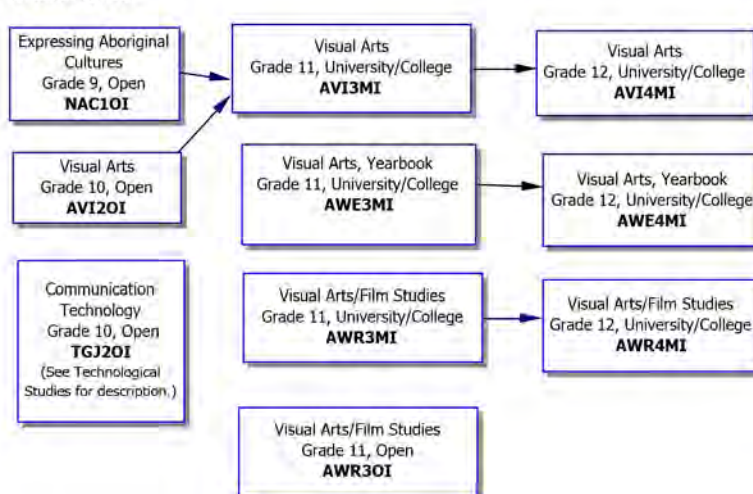 Expressing Aboriginal
Cultures
Grade 9, Open
NAC1OI
Visual Arts
Grade 11, University/College
AVI3MI
Visual Arts
Grade 12, University/College
AVI4MI
Visual Arts
Grade 10, Open
AVI2OI
Visual Arts, Yearbook
Grade 11, University/College
AWE3MI
Visual Arts, Yearbook
Grade 12, University/College
AWE4MI
Communication
Technology
Grade 10, Open
TGJ2OI
(See Technological
Studies for description.)
Visual Arts/Film Studies
Grade 11, University/College
AWR3MI
Visual Arts/Film Studies
Grade 12, University/College
AWR4MI
Visual Arts/Film Studies
Grade 11, Open
AWR3OI